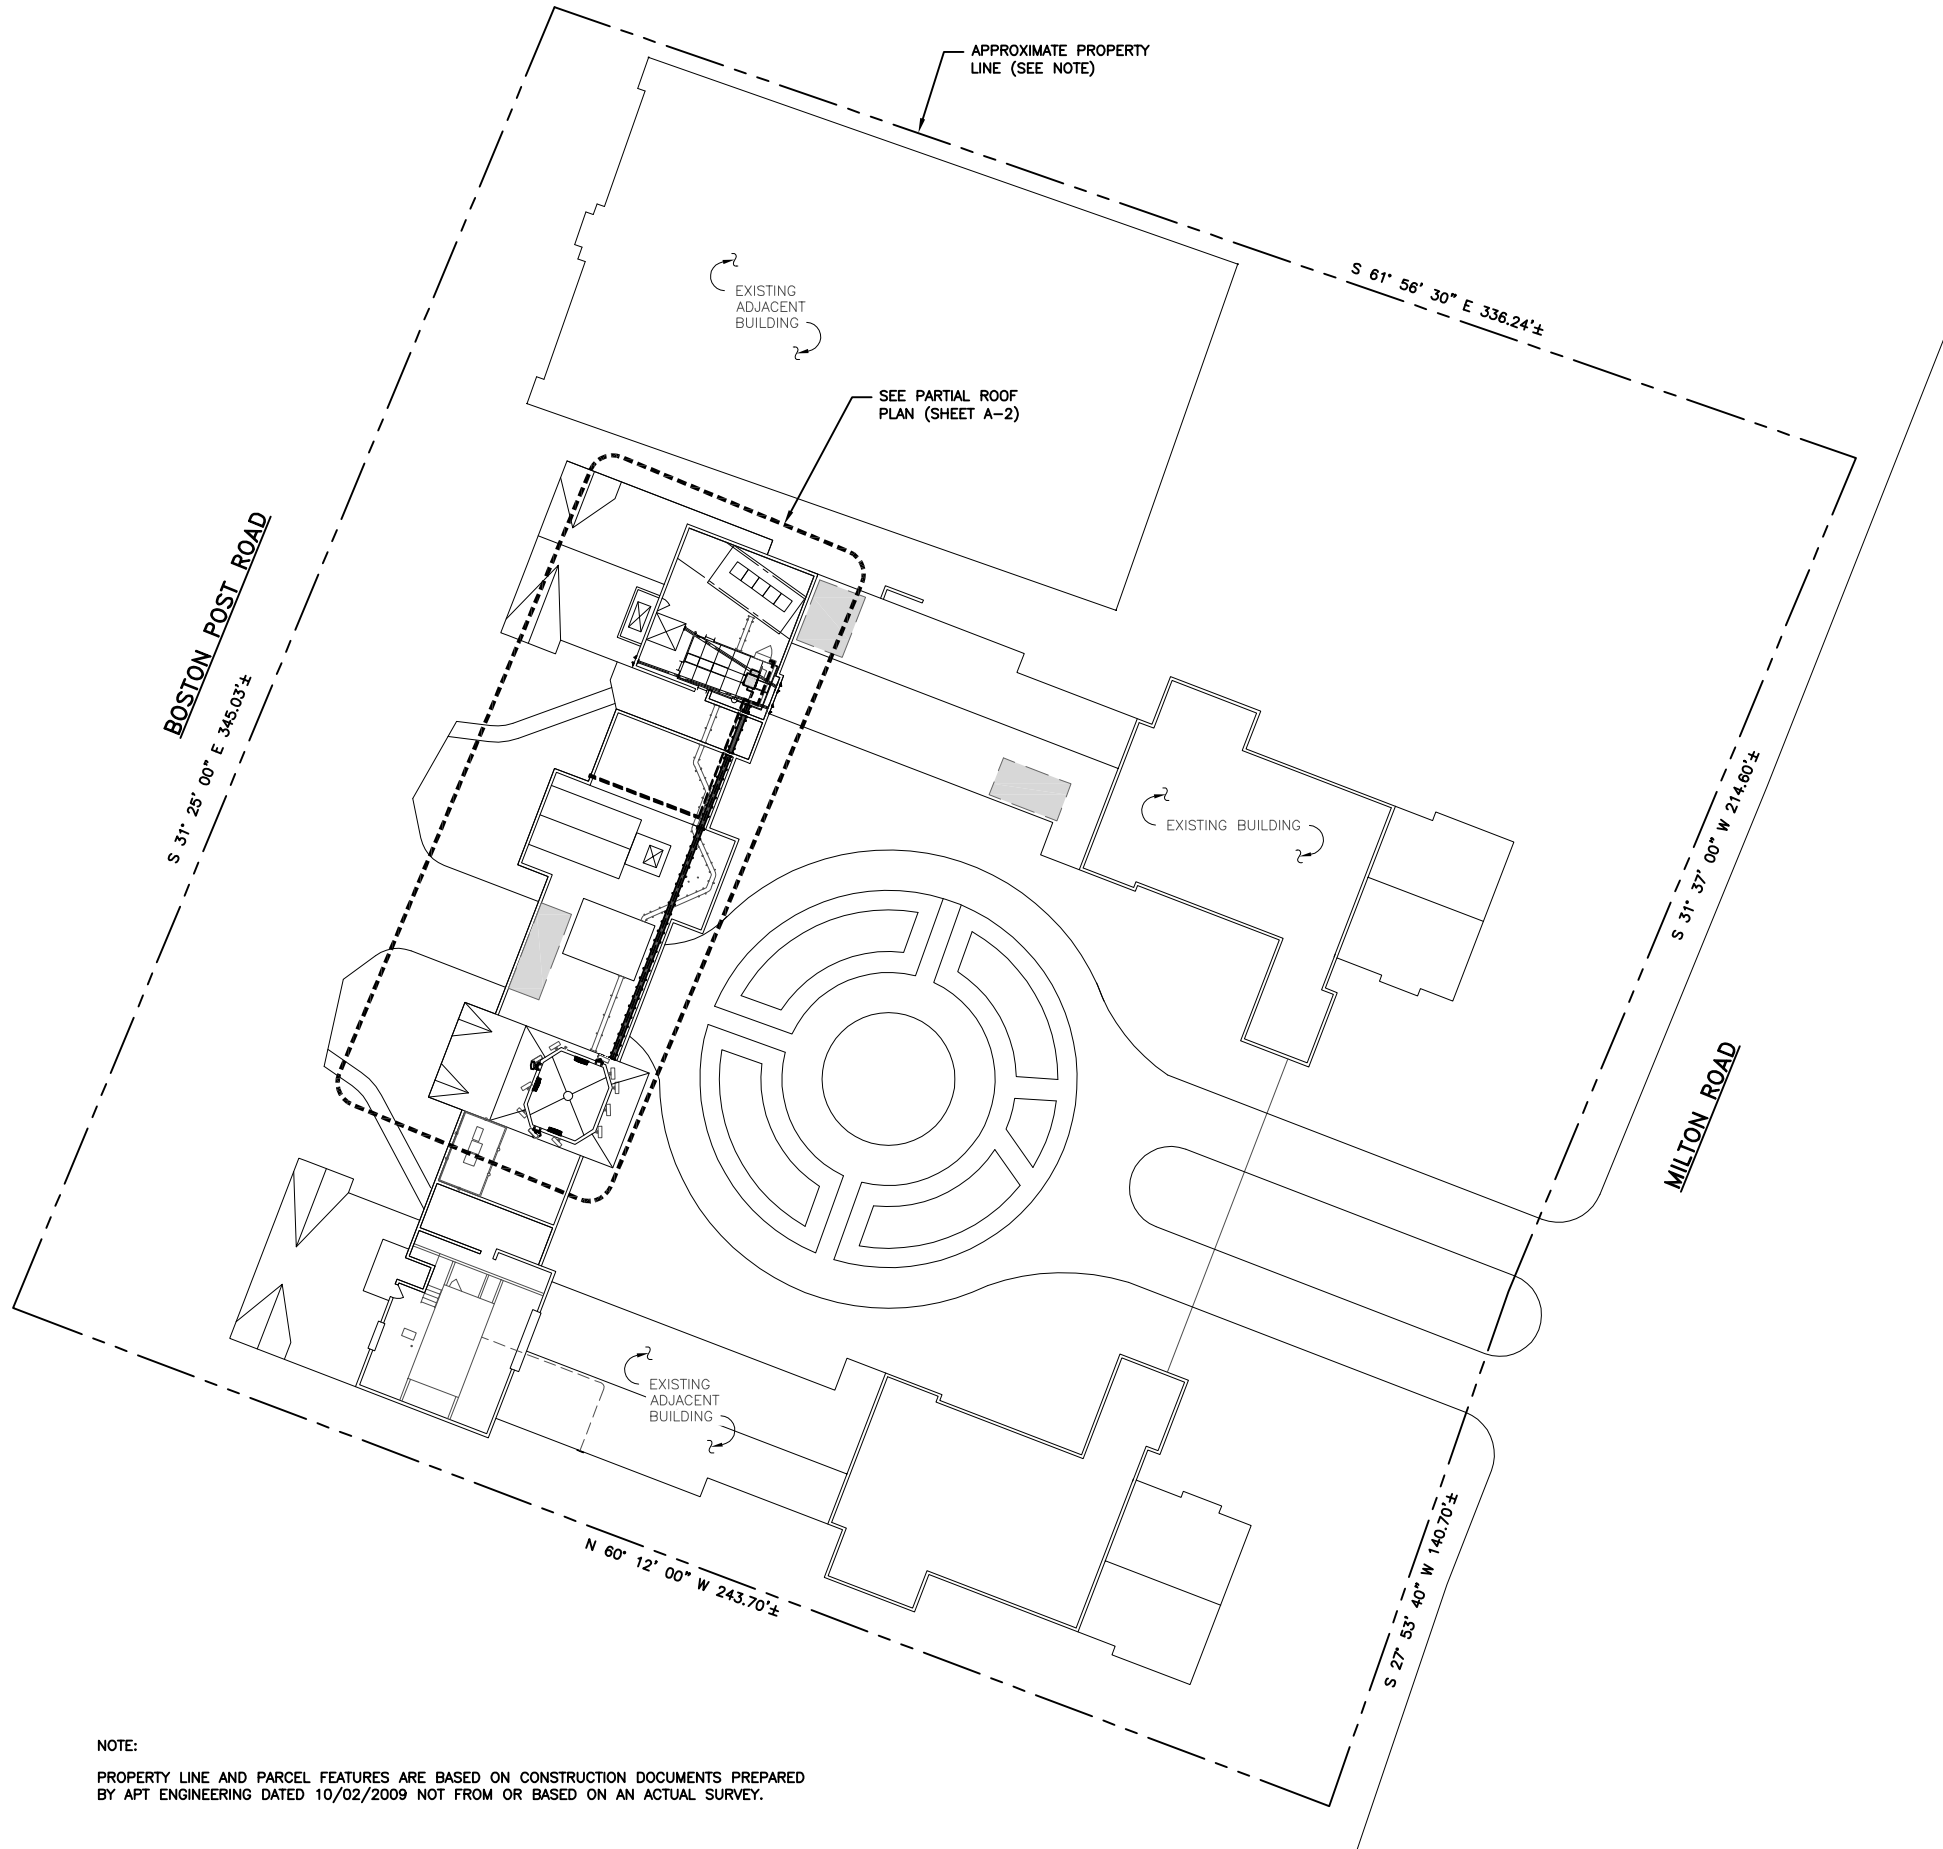 APPROXIMATE PROPERTY
LINE (SEE NOTE)
S 61° 56' 30" E 336.24'±
EXISTING
ADJACENT
BUILDING
SEE PARTIAL ROOF
PLAN (SHEET A-2)
BOSTON POST ROAD
S 31° 25' 00" E 345.03'±
EXISTING BUILDING
S 31° 37' 00" W 214.60'±
MILTON ROAD
EXISTING
ADJACENT
BUILDING
N 60° 12' 00" W 243.70'±
S 27° 53' 40" W 140.70'±
NOTE:
PROPERTY LINE AND PARCEL FEATURES ARE BASED ON CONSTRUCTION DOCUMENTS PREPARED
BY APT ENGINEERING DATED 10/02/2009 NOT FROM OR BASED ON AN ACTUAL SURVEY.